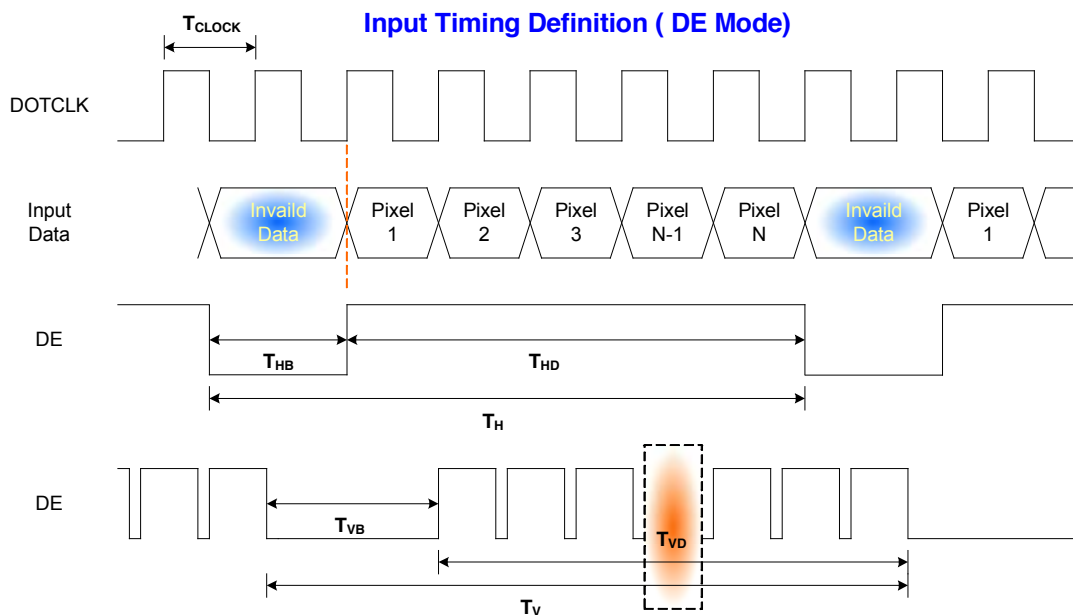 Input Timing Definition ( DE Mode)
TCLOCK
DOTCLK
Input
Data
Invaild
Data
Pixel
1
Pixel
2
Pixel
3
Pixel
N-1
Pixel
N
Invaild
Data
Pixel
1
DE
THB
THD
TH
DE
TVB
TVD
TV